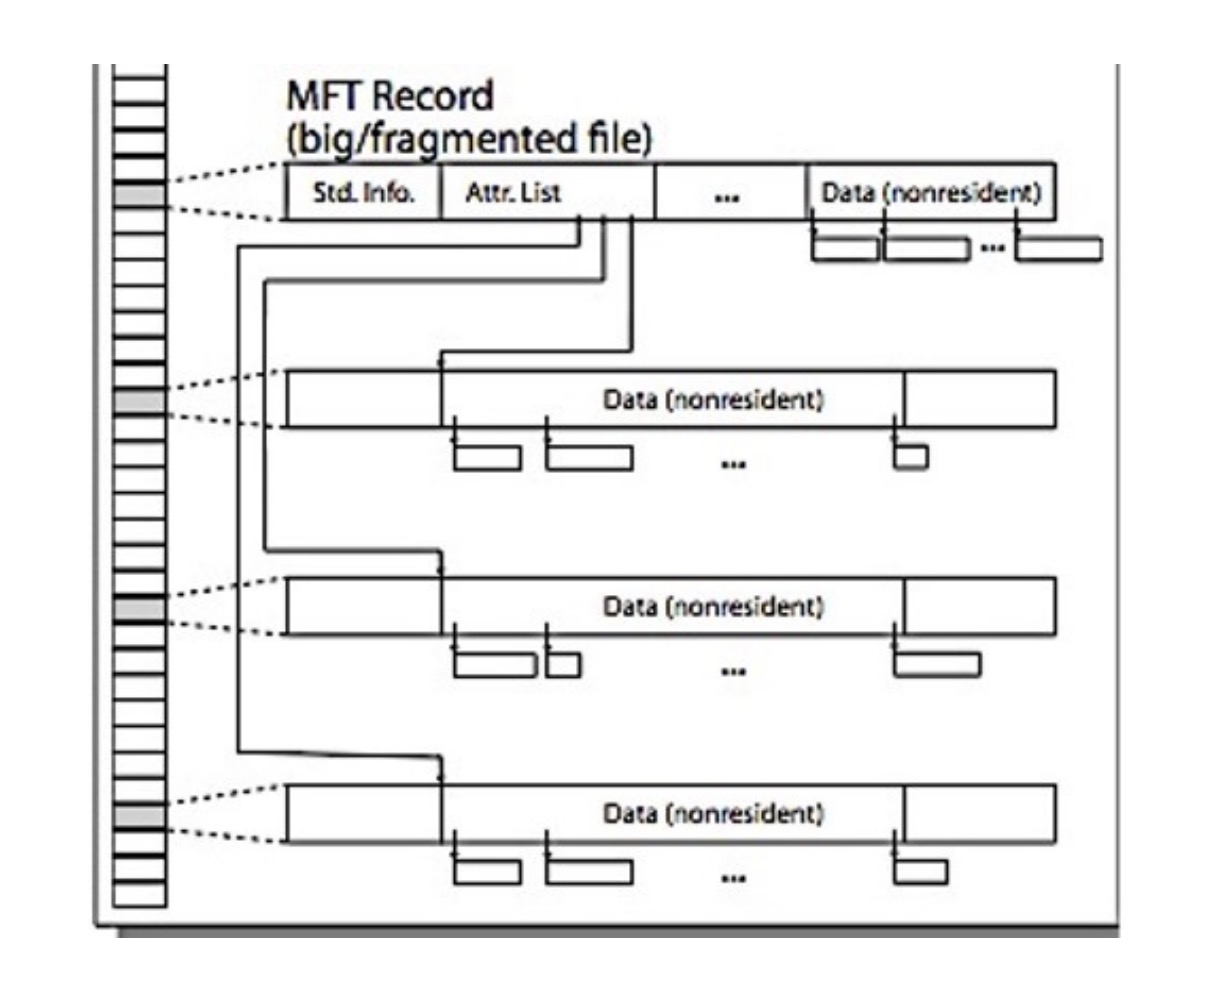 MFT Record
(big/fragmented file)
Std. Info. Attr. List ... Data (nonresident)
...
Data (nonresident)
...
Data (nonresident)
...
Data (nonresident)
...